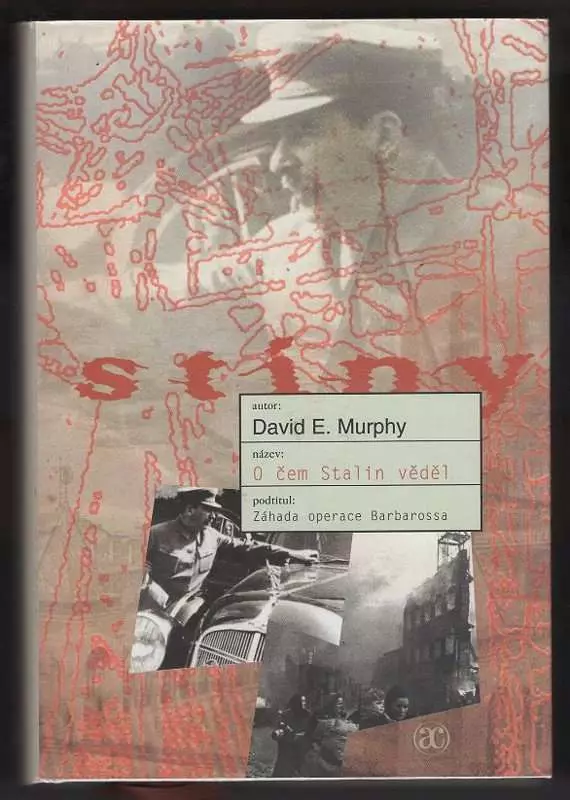 stíny
autor:
David E. Murphy
název:
O čem Stalin věděl
podtitul:
Záhada operace Barbarossa
ac